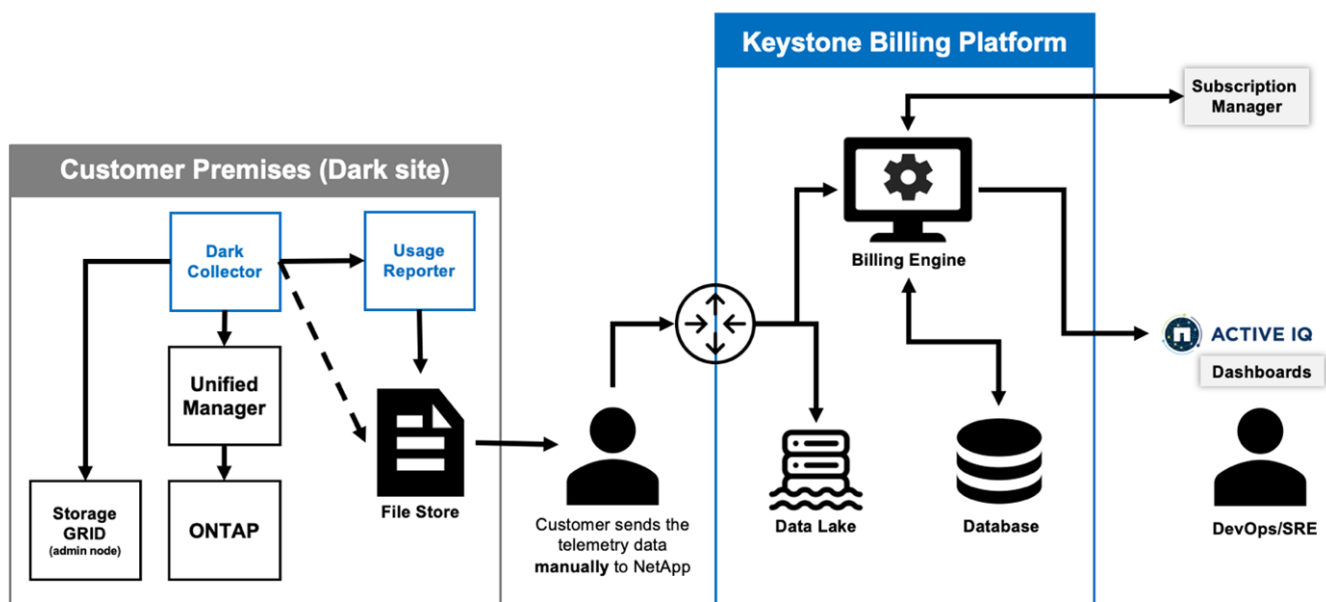 Keystone Billing Platform
Subscription
Manager
Customer Premises (Dark site)
Dark
Collector
Usage
Reporter
Billing Engine
Unified
Manager
ACTIVE IQ
Dashboards
Storage
GRID
(admin node)
ONTAP
File Store
Customer sends the
telemetry data
manually to NetApp
Data Lake
Database
DevOps/SRE